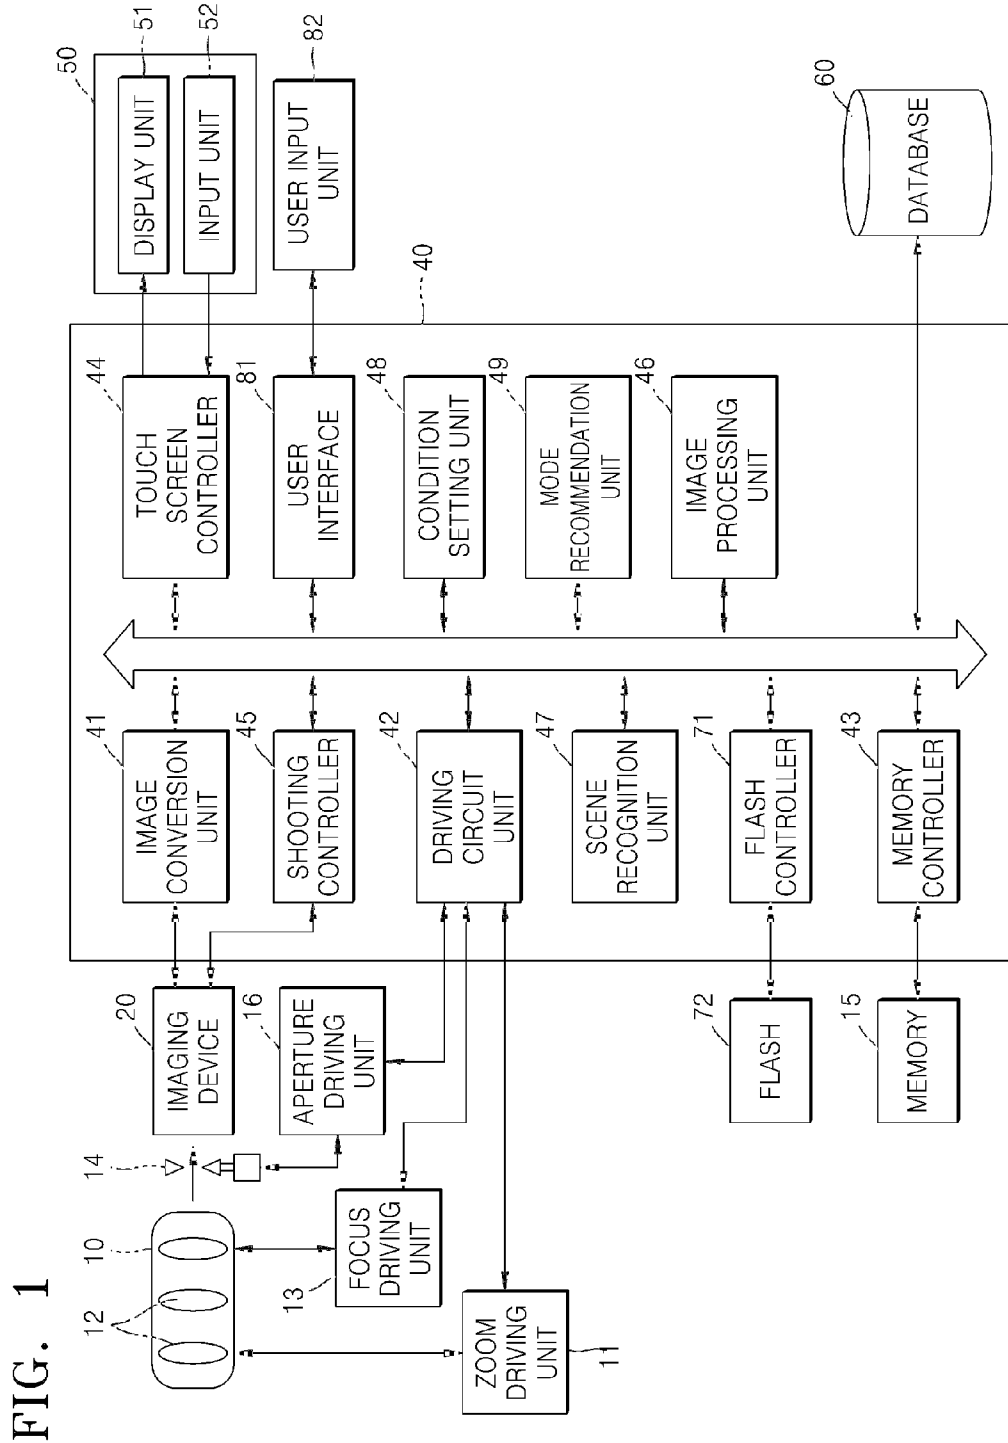 FIG. 1
12
10
14
20
IMAGING
DEVICE
16
APERTURE
DRIVING
UNIT
13
FOCUS
DRIVING
UNIT
ZOOM
DRIVING
UNIT
11
41
IMAGE
CONVERSION
UNIT
45
SHOOTING
CONTROLLER
42
DRIVING
CIRCUIT
UNIT
47
SCENE
RECOGNITION
UNIT
71
FLASH
CONTROLLER
43
MEMORY
CONTROLLER
72
FLASH
15
MEMORY
44
TOUCH
SCREEN
CONTROLLER
81
USER
INTERFACE
48
CONDITION
SETTING UNIT
49
MODE
RECOMMENDATION
UNIT
46
IMAGE
PROCESSING
UNIT
40
50
51
DISPLAY UNIT
52
INPUT UNIT
82
USER INPUT
UNIT
60
DATABASE